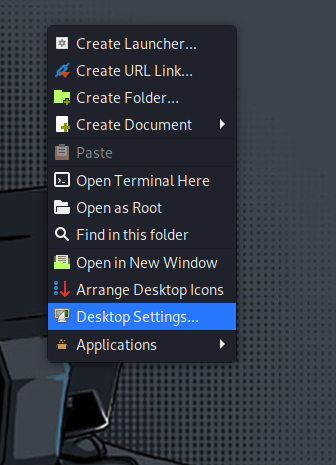 Create Launcher...
Create URL Link...
Create Folder...
Create Document
Paste
Open Terminal Here
Open as Root
Find in this folder
Open in New Window
Arrange Desktop Icons
Desktop Settings...
Applications